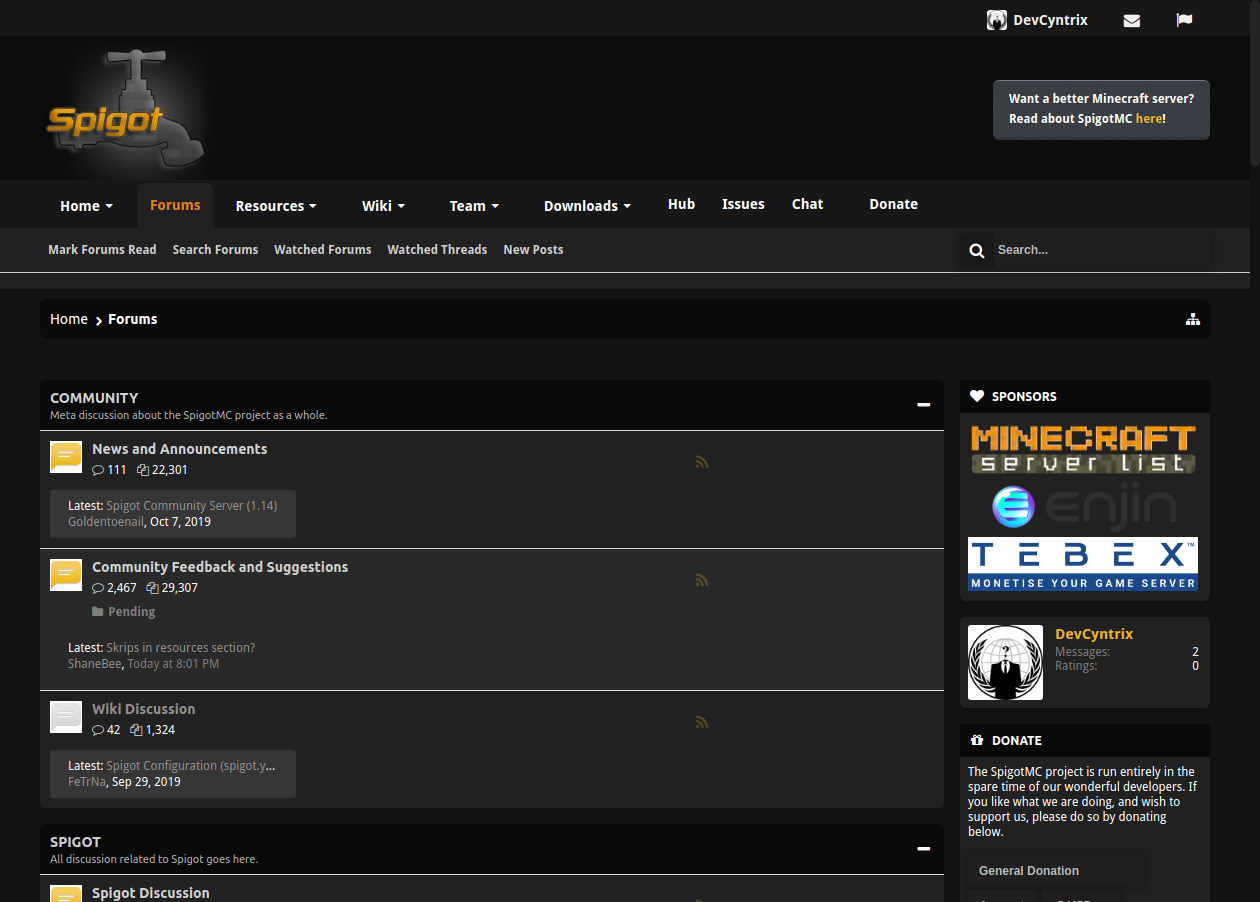 DevCyntrix
Spigot
Want a better Minecraft server?
Read about SpigotMC here!
Home
Forums
Resources
Wiki
Team
Downloads
Hub
Issues
Chat
Donate
Mark Forums Read
Search Forums
Watched Forums
Watched Threads
New Posts
Search...
Home
Forums
COMMUNITY
Meta discussion about the SpigotMC project as a whole.
News and Announcements
111 22,301
Latest: Spigot Community Server (1.14)
Goldentoenail, Oct 7, 2019
Community Feedback and Suggestions
2,467 29,307
Pending
Latest: Skrips in resources section?
ShaneBee, Today at 8:01 PM
Wiki Discussion
42 1,324
Latest: Spigot Configuration (spigot.y...
FeTrNa, Sep 29, 2019
SPIGOT
All discussion related to Spigot goes here.
Spigot Discussion
SPONSORS
MINECRAFT
server list
enjin
TEBEX™
MONETISE YOUR GAME SERVER
?
DevCyntrix
Messages: 2
Ratings: 0
DONATE
The SpigotMC project is run entirely in the
spare time of our wonderful developers. If
you like what we are doing, and wish to
support us, please do so by donating
below.
General Donation